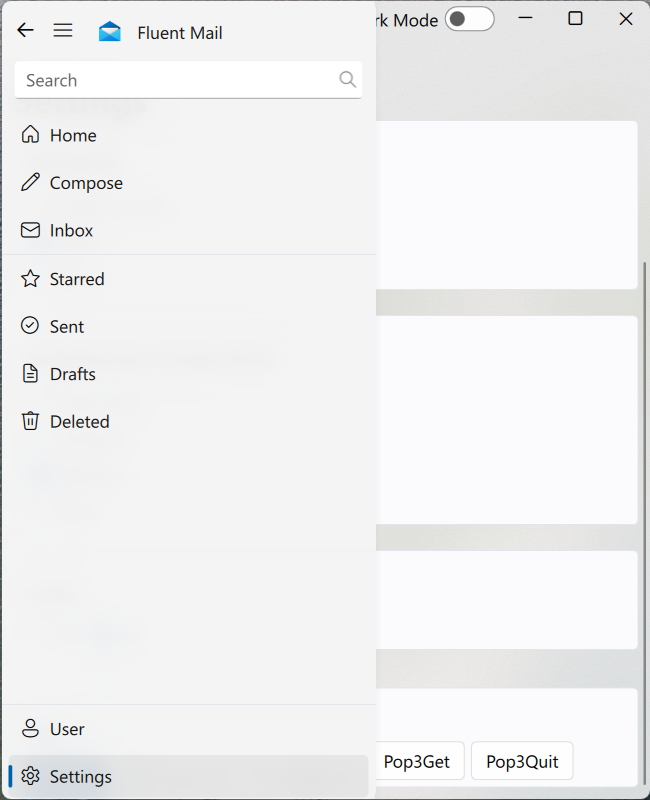 Fluent Mail
rk Mode
Search
Home
Compose
Inbox
Starred
Sent
Drafts
Deleted
User
Settings
Pop3Get
Pop3Quit